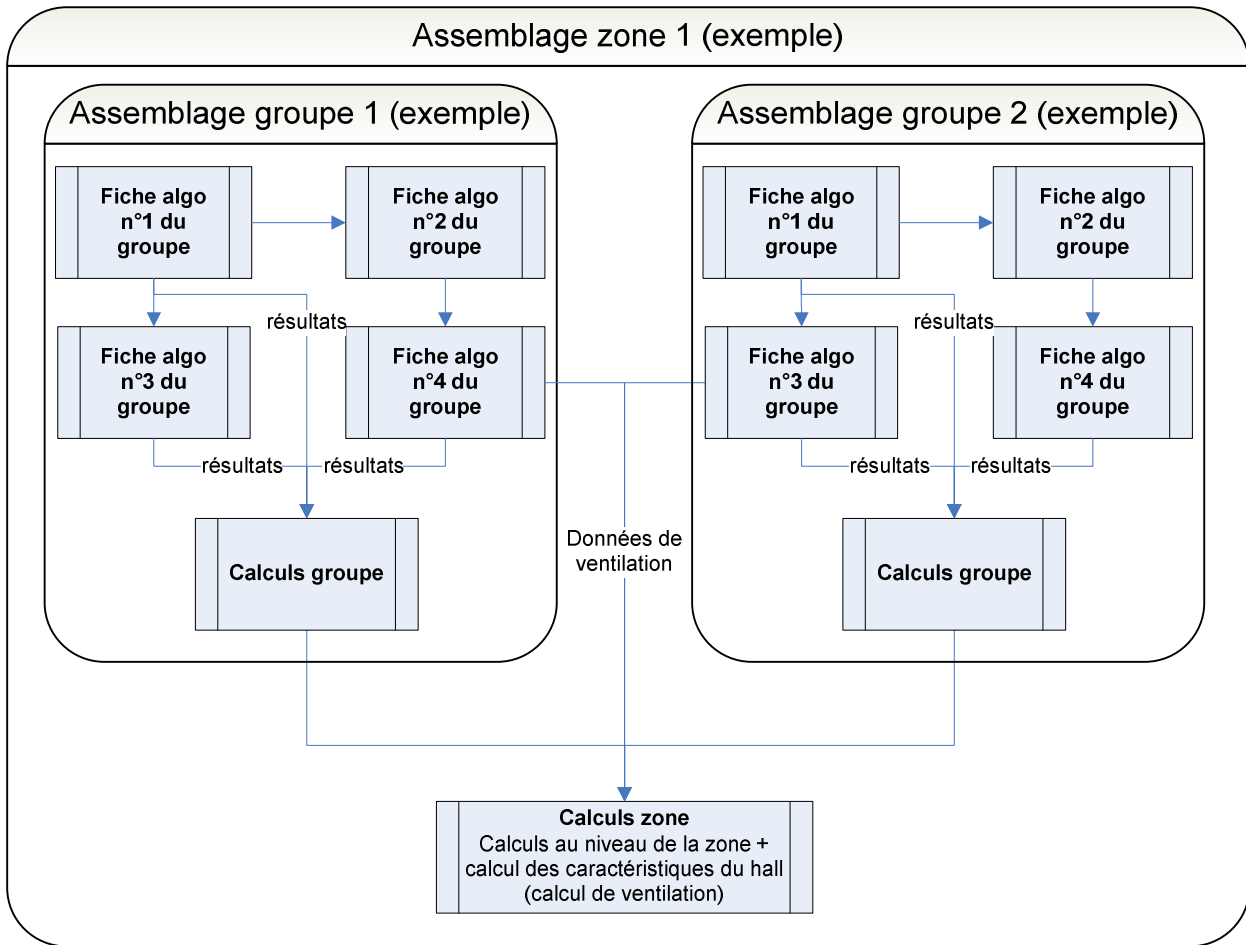 Assemblage zone 1 (exemple)
Assemblage groupe 1 (exemple)
Fiche algo
n°1 du
groupe
Fiche algo
n°2 du
groupe
résultats
Fiche algo
n°3 du
groupe
Fiche algo
n°4 du
groupe
résultats
résultats
Calculs groupe
Assemblage groupe 2 (exemple)
Fiche algo
n°1 du
groupe
Fiche algo
n°2 du
groupe
résultats
Fiche algo
n°3 du
groupe
Fiche algo
n°4 du
groupe
résultats
résultats
Calculs groupe
Données de
ventilation
Calculs zone
Calculs au niveau de la zone +
calcul des caractéristiques du hall
(calcul de ventilation)